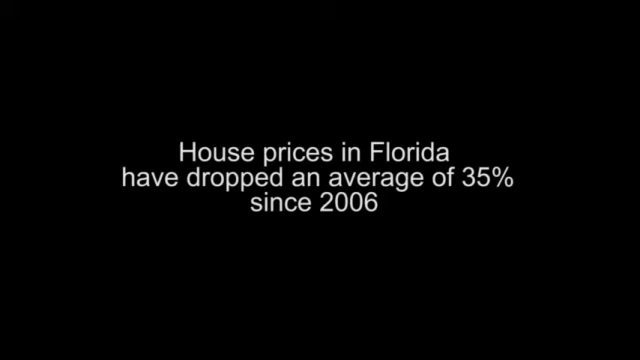 House prices in Florida
have dropped an average of 35%
since 2006